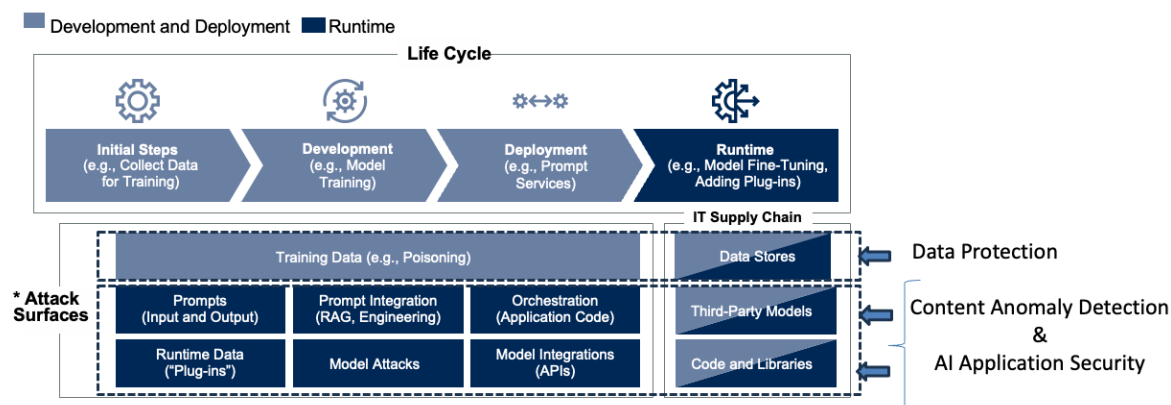 Development and Deployment Runtime
Life Cycle
Initial Steps
(e.g., Collect Data
for Training)
Development
(e.g., Model
Training)
Deployment
(e.g., Prompt
Services)
Runtime
(e.g., Model Fine-Tuning,
Adding Plug-ins)
IT Supply Chain
* Attack
Surfaces
Training Data (e.g., Poisoning)
Data Stores
Data Protection
Prompts
(Input and Output)
Prompt Integration
(RAG, Engineering)
Orchestration
(Application Code)
Third-Party Models
Runtime Data
("Plug-ins")
Model Attacks
Model Integrations
(APIs)
Code and Libraries
Content Anomaly Detection
&
AI Application Security